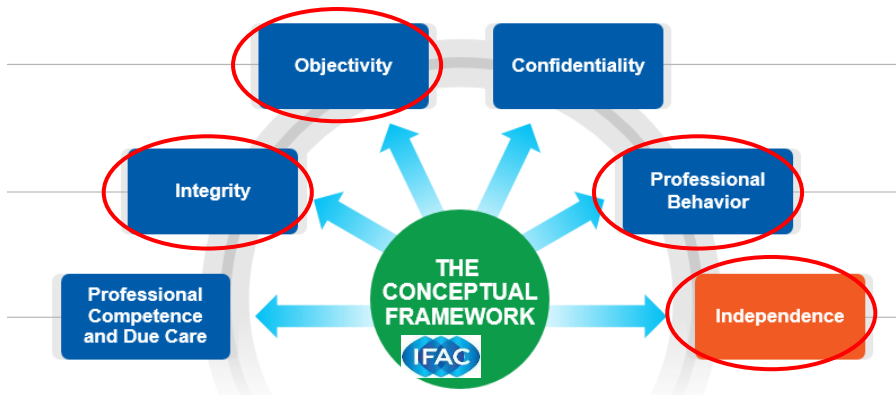 Objectivity
Confidentiality
Integrity
Professional
Behavior
THE
CONCEPTUAL
FRAMEWORK
IFAC
Professional
Competence
and Due Care
Independence